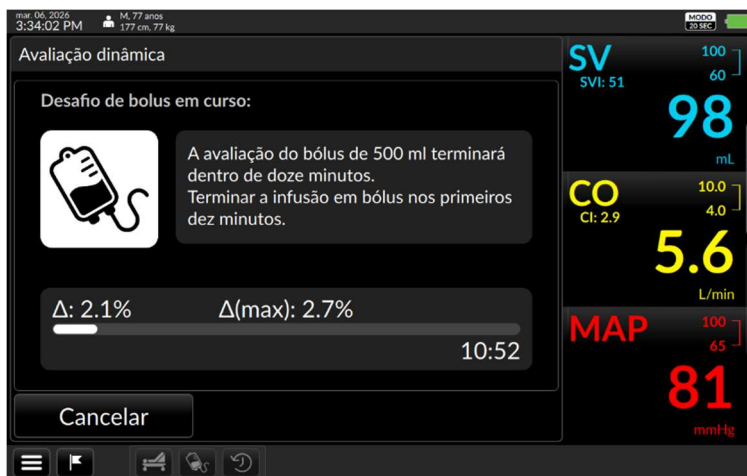 mar. 06, 2026
3:34:02 PM
M, 77 anos
177 cm, 77 kg
MODO
20 SEC
Avaliação dinâmica
Desafio de bolus em curso:
A avaliação do bólus de 500 ml terminará
dentro de doze minutos.
Terminar a infusão em bólus nos primeiros
dez minutos.
Δ: 2.1% Δ(max): 2.7%
10:52
Cancelar
SV
SVI: 51
100
60
98
mL
CO
CI: 2.9
10.0
4.0
5.6
L/min
MAP
100
65
81
mmHg